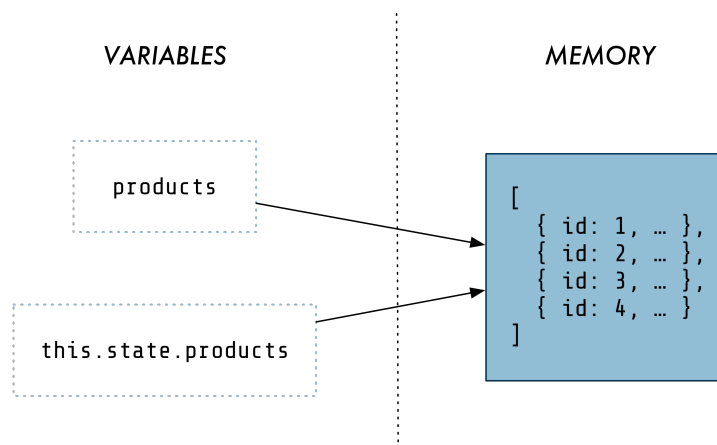 VARIABLES
MEMORY
products
this.state.products
[
  { id: 1, … },
  { id: 2, … },
  { id: 3, … },
  { id: 4, … }
]